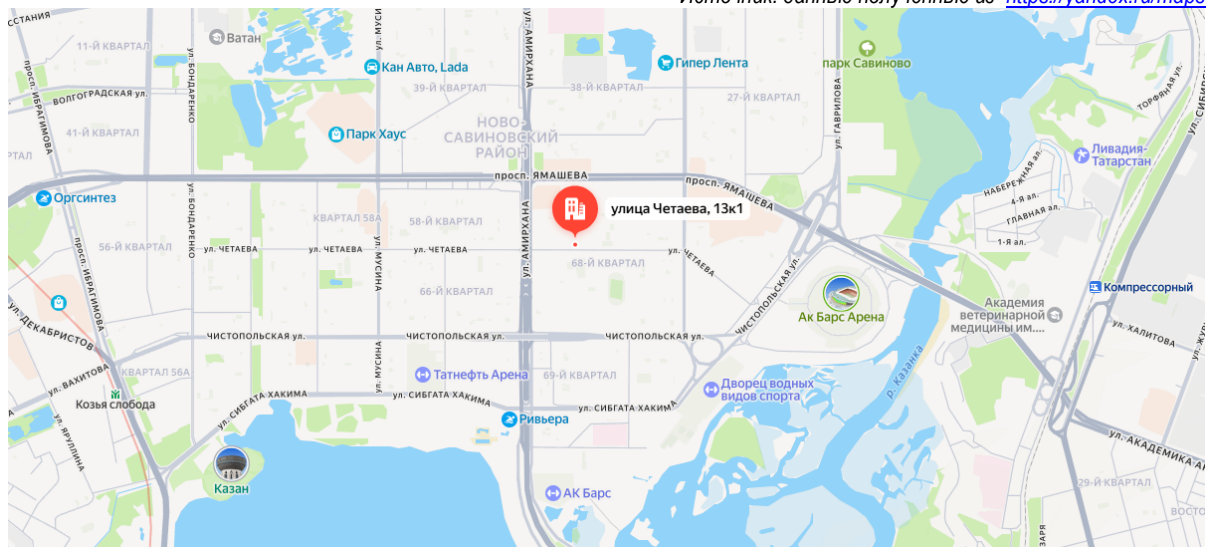 Источник: данные полученные из https://yandex.ru/maps
11-Й КВАРТАЛ
Ватан
ул. БОНДАРЕНКО
Кан Авто, Lada
39-Й КВАРТАЛ
ул. АМИРХАНА
38-Й КВАРТАЛ
Гипер Лента
27-Й КВАРТАЛ
парк Савиново
ул. ГАВРИЛОВА
ТОРФЯНАЯ ул.
просп. ИБРАГИМОВА
ВОЛГОГРАДСКАЯ ул.
41-Й КВАРТАЛ
Парк Хаус
НОВО-
САВИНОВСКИЙ
РАЙОН
Ливадия-
Татарстан
Оргсинтез
просп. ЯМАШЕВА
просп. ЯМАШЕВА
НАБЕРЕЖНАЯ ал.
4-Я ал.
ГЛАВНАЯ ал.
1-Я ал.
улица Четаева, 13к1
ул. БОНДАРЕНКО
КВАРТАЛ 58А
58-Й КВАРТАЛ
ул. АМИРХАНА
56-Й КВАРТАЛ
ул. ЧЕТАЕВА
ул. ЧЕТАЕВА
ул. МУСИНА
ул. ЧЕТАЕВА
68-Й КВАРТАЛ
ул. ЧЕТАЕВА
просп. ИБРАГИМОВА
66-Й КВАРТАЛ
ЧИСТОПОЛЬСКАЯ ул.
Ак Барс Арена
Компрессорный
Академия
ветеринарной
медицины им....
ул. ДЕКАБРИСТОВ
ЧИСТОПОЛЬСКАЯ ул.
ЧИСТОПОЛЬСКАЯ ул.
ЧИСТОПОЛЬСКАЯ ул.
ул. ХАЛИТОВА
р. Казанка
ул. ВАХИТОВА
КВАРТАЛ 56А
ул. МУСИНА
Татнефть Арена
69-Й КВАРТАЛ
Дворец водных
видов спорта
Козья слобода
ул. СИБГАТА ХАКИМА
ул. СИБГАТА ХАКИМА
ул. СИБГАТА ХАКИМА
Ривьера
ул. ЯРУЛЛИНА
Казан
АК Барс
29-Й КВАРТАЛ